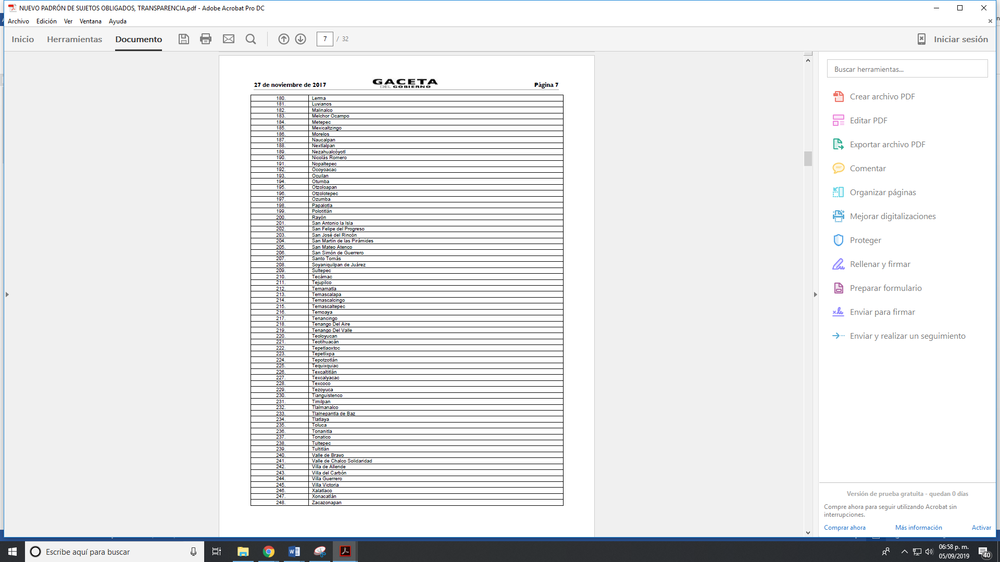 NUEVO PADRÓN DE SUJETOS OBLIGADOS, TRANSPARENCIA.pdf - Adobe Acrobat Pro DC
Archivo Edición Ver Ventana Ayuda
Inicio Herramientas Documento 7 / 32 Iniciar sesión
27 de noviembre de 2017 GACETA DEL GOBIERNO Página 7
180. Lerma
181. Luvianos
182. Malinalco
183. Melchor Ocampo
184. Metepec
185. Mexicaltzingo
186. Morelos
187. Naucalpan
188. Nextlalpan
189. Nezahualcóyotl
190. Nicolás Romero
191. Nopaltepec
192. Ocoyoacac
193. Ocuilan
194. Otumba
195. Otzoloapan
196. Otzolotepec
197. Ozumba
198. Papalotla
199. Polotitlán
200. Rayón
201. San Antonio la Isla
202. San Felipe del Progreso
203. San José del Rincón
204. San Martín de las Pirámides
205. San Mateo Atenco
206. San Simón de Guerrero
207. Santo Tomás
208. Soyaniquilpan de Juárez
209. Sultepec
210. Tecámac
211. Tejupilco
212. Temamatla
213. Temascalapa
214. Temascalcingo
215. Temascaltepec
216. Temoaya
217. Tenancingo
218. Tenango Del Aire
219. Tenango Del Valle
220. Teoloyucan
221. Teotihuacán
222. Tepetlaoxtoc
223. Tepetlixpa
224. Tepotzotlán
225. Tequixquiac
226. Texcaltitlán
227. Texcalyacac
228. Texcoco
229. Tezoyuca
230. Tianguistenco
231. Timilpan
232. Tlalmanalco
233. Tlalnepantla de Baz
234. Tlatlaya
235. Toluca
236. Tonanitla
237. Tonatico
238. Tultepec
239. Tultitlán
240. Valle de Bravo
241. Valle de Chalco Solidaridad
242. Villa de Allende
243. Villa del Carbón
244. Villa Guerrero
245. Villa Victoria
246. Xalatlaco
247. Xonacatlán
248. Zacazonapan
Buscar herramientas...
Crear archivo PDF
Editar PDF
Exportar archivo PDF
Comentar
Organizar páginas
Mejorar digitalizaciones
Proteger
Rellenar y firmar
Preparar formulario
Enviar para firmar
Enviar y realizar un seguimiento
Versión de prueba gratuita - quedan 0 días
Compre ahora para seguir utilizando Acrobat sin
interrupciones.
Comprar ahora Más información Activar
Escribe aquí para buscar
06:58 p. m.
05/09/2019
40